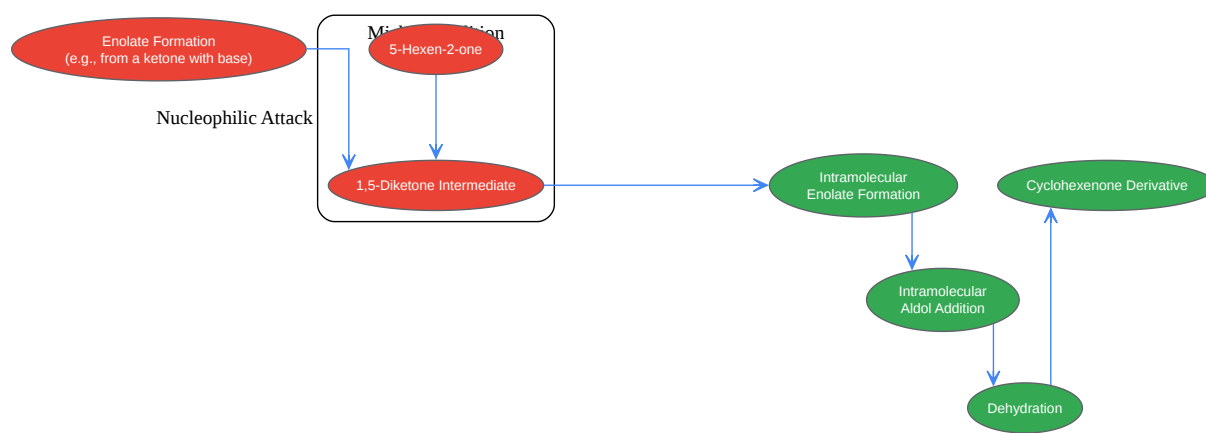 Enolate Formation
(e.g., from a ketone with base)
5-Hexen-2-one
Nucleophilic Attack
1,5-Diketone Intermediate
Intramolecular
Enolate Formation
Cyclohexenone Derivative
Intramolecular
Aldol Addition
Dehydration